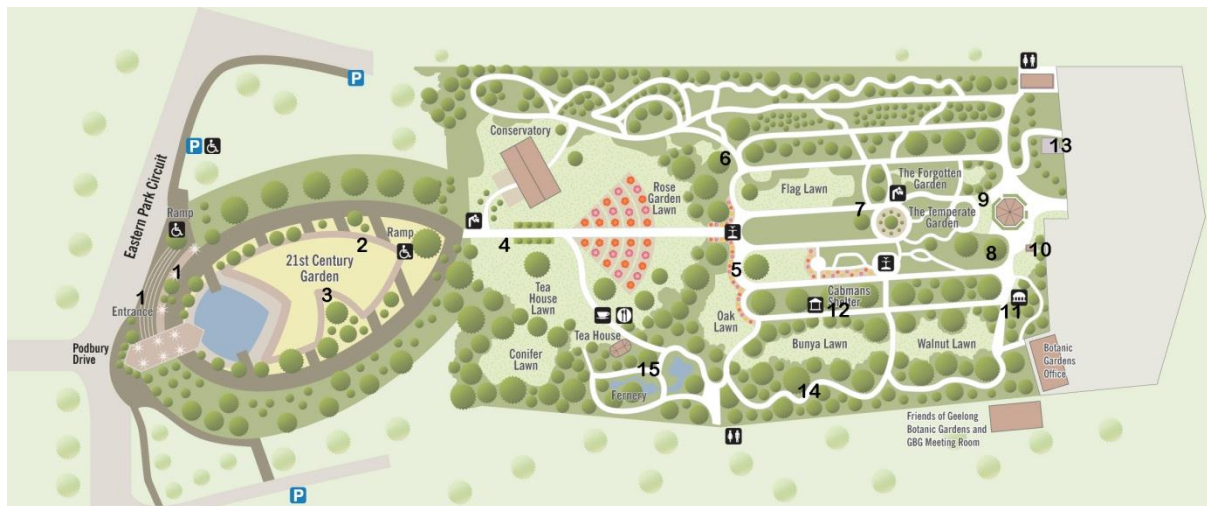 P
P
Eastern Park Circuit
Ramp
1
1
Entrance
Podbury
Drive
2
Ramp
21st Century
Garden
3
P
Conservatory
4
Rose
Garden
Lawn
Tea
House
Lawn
Conifer
Lawn
Tea House
15
Fernery
6
5
Oak
Lawn
Flag Lawn
7
The Forgotten
Garden
The Temperate
Garden
9
8
13
10
Cabmans
Shelter
12
11
Bunya Lawn
Walnut Lawn
14
Botanic
Gardens
Office
Friends of Geelong
Botanic Gardens and
GBG Meeting Room